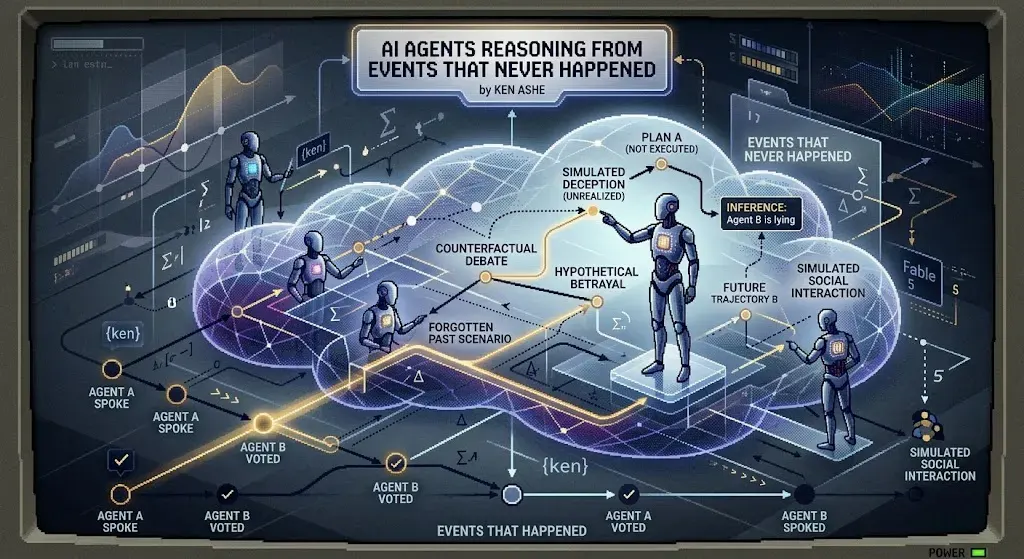 AI AGENTS REASONING FROM
EVENTS THAT NEVER HAPPENED
by KEN ASHE
{ken}
PLAN A
(NOT EXECUTED)
EVENTS THAT
NEVER HAPPENED
SIMULATED
DECEPTION
(UNREALIZED)
INFERENCE:
Agent B is lying
COUNTERFACTUAL
DEBATE
HYPOTHETICAL
BETRAYAL
FUTURE
TRAJECTORY B
SIMULATED
SOCIAL
INTERACTION
Fable
5
S
FORGOTTEN
PAST SCENARIO
{ken}
AGENT A
SPOKE
AGENT A
SPOKE
AGENT B
VOTED
5
AGENT B
VOTED
{ken}
SIMULATED
SOCIAL
INTERACTION
AGENT A
SPOKE
AGENT B
VOTED
EVENTS THAT HAPPENED
AGENT A
VOTED
AGENT B
SPOKED
POWER